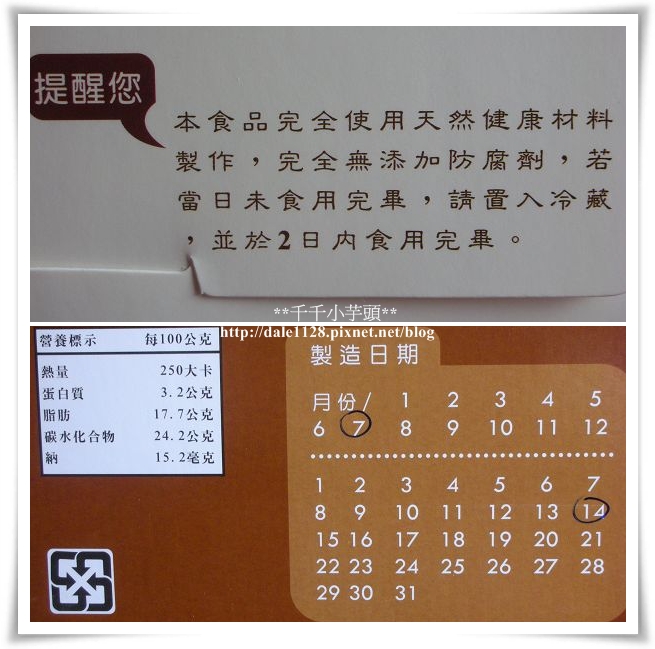 提醒您
本食品完全使用天然健康材料
製作，完全無添加防腐劑，若
當日未食用完畢，請置入冷藏
，並於2日內食用完畢。
**千千小芋頭**
http://dale1128.pixnet.net/blog
營養標示 每100公克
熱量 250大卡
蛋白質 3.2公克
脂肪 17.7公克
碳水化合物 24.2公克
納 15.2毫克
製造日期
月份/ 1 2 3 4 5
6 7 8 9 10 11 12
1 2 3 4 5 6 7
8 9 10 11 12 13 14
15 16 17 18 19 20 21
22 23 24 25 26 27 28
29 30 31